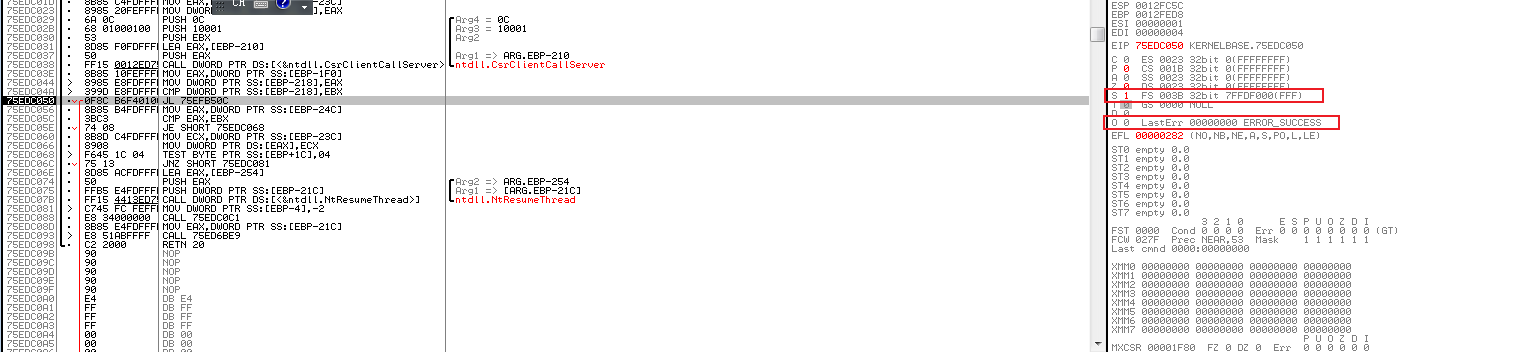 75EDC01D 8B85 C4FDFFFF MOV EAX,DWORD PTR SS:[EBP-23C]
75EDC023 8985 20FEFFFF MOV DWORD PTR
],EAX
CH
75EDC029 6A 0C PUSH 0C
75EDC02B 68 01000100 PUSH 10001
75EDC030 53 PUSH EBX
75EDC031 8D85 F0FDFFFF LEA EAX,[EBP-210]
75EDC037 50 PUSH EAX
75EDC038 FF15 0012ED75 CALL DWORD PTR DS:[<&ntdll.CsrClientCallServer>
75EDC03E 8B85 10FEFFFF MOV EAX,DWORD PTR SS:[EBP-1F0]
75EDC044 8985 E8FDFFFF MOV DWORD PTR SS:[EBP-218],EAX
75EDC04A 399D E8FDFFFF CMP DWORD PTR SS:[EBP-218],EBX
75EDC050 0F8C B6F40100 JL 75EFB50C
75EDC056 8B85 B4FDFFFF MOV EAX,DWORD PTR SS:[EBP-24C]
75EDC05C 3BC3 CMP EAX,EBX
75EDC05E 74 08 JE SHORT 75EDC068
75EDC060 8B8D C4FDFFFF MOV ECX,DWORD PTR SS:[EBP-23C]
75EDC066 8908 MOV DWORD PTR DS:[EAX],ECX
75EDC068 F645 1C 04 TEST BYTE PTR SS:[EBP+1C],04
75EDC06C 75 13 JNZ SHORT 75EDC081
75EDC06E 8D85 ACFDFFFF LEA EAX,[EBP-254]
75EDC074 50 PUSH EAX
75EDC075 FFB5 E4FDFFFF PUSH DWORD PTR SS:[EBP-21C]
75EDC07B FF15 4413ED75 CALL DWORD PTR DS:[<&ntdll.NtResumeThread>]
75EDC081 C745 FC FEFFFF MOV DWORD PTR SS:[EBP-4],-2
75EDC088 E8 34000000 CALL 75EDC0C1
75EDC08D 8B85 E4FDFFFF MOV EAX,DWORD PTR SS:[EBP-21C]
75EDC093 E8 51ABFFFF CALL 75ED6BE9
75EDC098 C2 2000 RETN 20
75EDC09B 90 NOP
75EDC09C 90 NOP
75EDC09D 90 NOP
75EDC09E 90 NOP
75EDC09F 90 NOP
75EDC0A0 E4 DB E4
75EDC0A1 FF DB FF
75EDC0A2 FF DB FF
75EDC0A3 FF DB FF
75EDC0A4 00 DB 00
75EDC0A5 00 DB 00
Arg4 = 0C
Arg3 = 10001
Arg2
Arg1 => ARG.EBP-210
ntdll.CsrClientCallServer
Arg2 => ARG.EBP-254
Arg1 => [ARG.EBP-21C]
ntdll.NtResumeThread
ESP 0012FC5C
EBP 0012FED8
ESI 00000001
EDI 00000004
EIP 75EDC050 KERNELBASE.75EDC050
C 0 ES 0023 32bit 0(FFFFFFFF)
P 0 CS 001B 32bit 0(FFFFFFFF)
A 0 SS 0023 32bit 0(FFFFFFFF)
Z 0 DS 0023 32bit 0(FFFFFFFF)
S 1 FS 003B 32bit 7FFDF000(FFF)
T 0 GS 0000 NULL
D 0
O 0 LastErr 00000000 ERROR_SUCCESS
EFL 00000282 (NO,NB,NE,A,S,PO,L,LE)
ST0 empty 0.0
ST1 empty 0.0
ST2 empty 0.0
ST3 empty 0.0
ST4 empty 0.0
ST5 empty 0.0
ST6 empty 0.0
ST7 empty 0.0
3 2 1 0 E S P U O Z D I
FST 0000 Cond 0 0 0 0 Err 0 0 0 0 0 0 0 0 (GT)
FCW 027F Prec NEAR,53 Mask 1 1 1 1 1 1
Last cmnd 0000:00000000
XMM0 00000000 00000000 00000000 00000000
XMM1 00000000 00000000 00000000 00000000
XMM2 00000000 00000000 00000000 00000000
XMM3 00000000 00000000 00000000 00000000
XMM4 00000000 00000000 00000000 00000000
XMM5 00000000 00000000 00000000 00000000
XMM6 00000000 00000000 00000000 00000000
XMM7 00000000 00000000 00000000 00000000
P U O Z D I
MXCSR 00001F80 FZ 0 DZ 0 Err 0 0 0 0 0 0